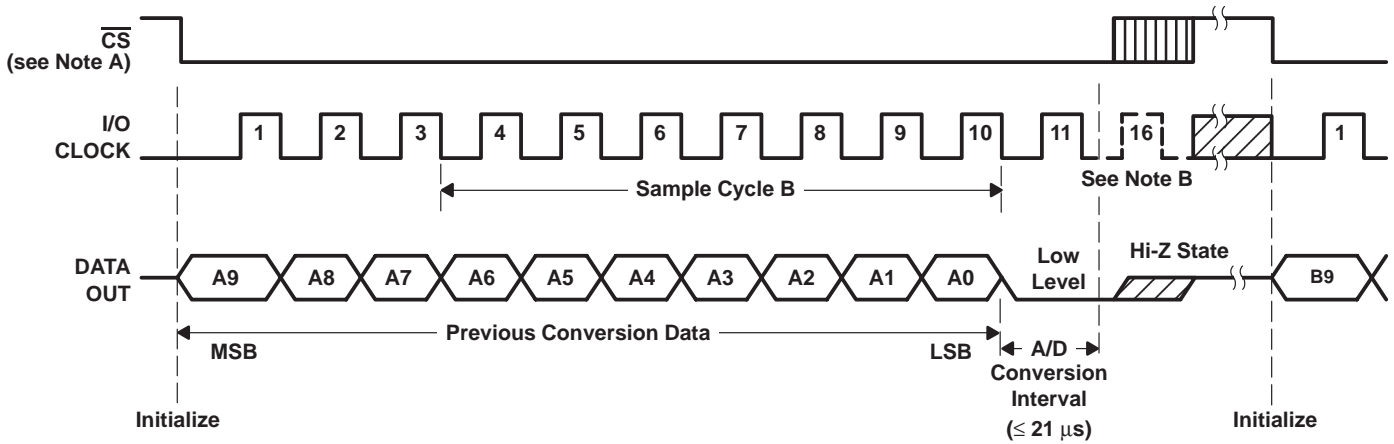 CS
(see Note A)
I/O
CLOCK
1 2 3 4 5 6 7 8 9 10 11 16 1
See Note B
Sample Cycle B
DATA
OUT
A9 A8 A7 A6 A5 A4 A3 A2 A1 A0
Low
Level
Hi-Z State
B9
Previous Conversion Data
MSB LSB
A/D
Conversion
Interval
(≤ 21 μs)
Initialize Initialize